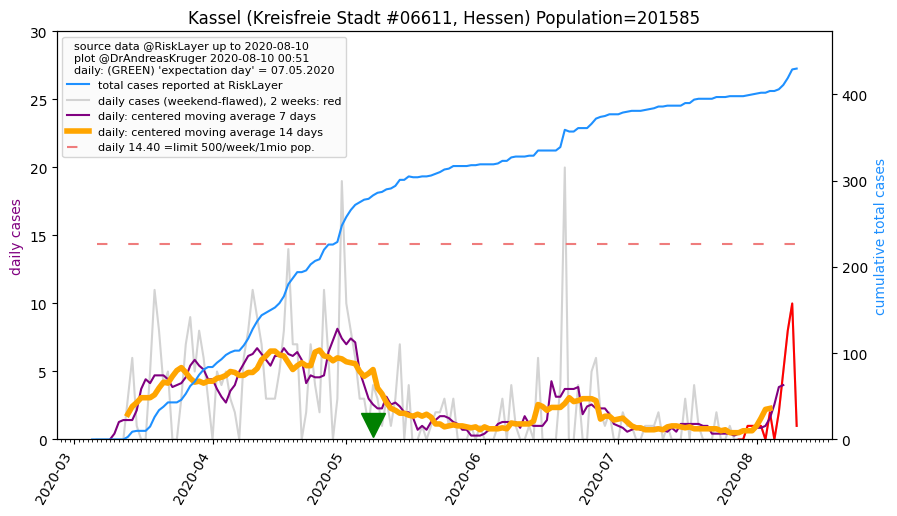 Kassel (Kreisfreie Stadt #06611, Hessen) Population=201585
source data @RiskLayer up to 2020-08-10
plot @DrAndreasKruger 2020-08-10 00:51
daily: (GREEN) 'expectation day' = 07.05.2020
total cases reported at RiskLayer
daily cases (weekend-flawed), 2 weeks: red
daily: centered moving average 7 days
daily: centered moving average 14 days
daily 14.40 =limit 500/week/1mio pop.
daily cases
30
25
20
15
10
5
0
cumulative total cases
400
300
200
100
0
2020-03
2020-04
2020-05
2020-06
2020-07
2020-08